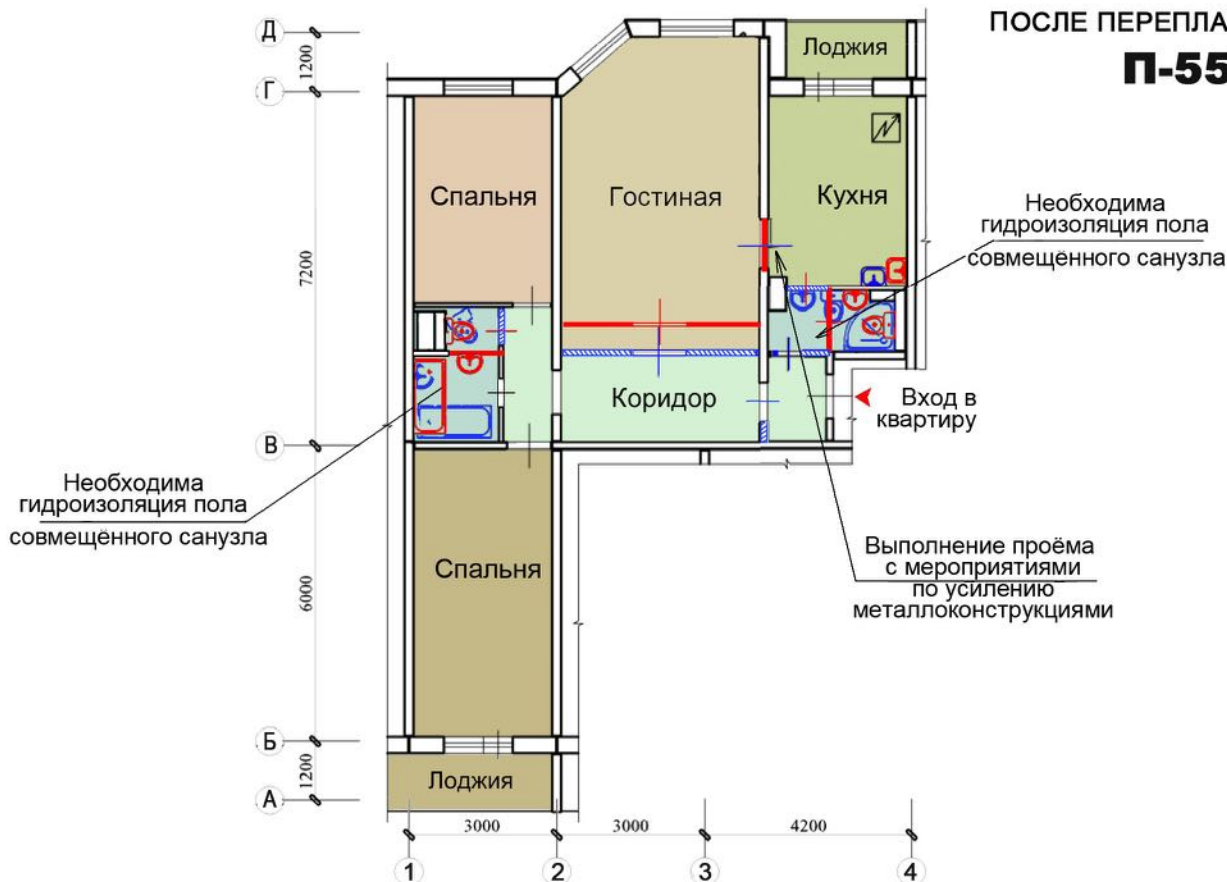 ПОСЛЕ ПЕРЕПЛА
П-55
Д
1200
Г
7200
В
6000
Б
1200
А
Лоджия
Спальня
Гостиная
Кухня
Необходима
гидроизоляция пола
совмещённого санузла
Коридор
Вход в
квартиру
Необходима
гидроизоляция пола
совмещённого санузла
Спальня
Выполнение проёма
с мероприятиями
по усилению
металлоконструкциями
Лоджия
3000
3000
4200
1
2
3
4